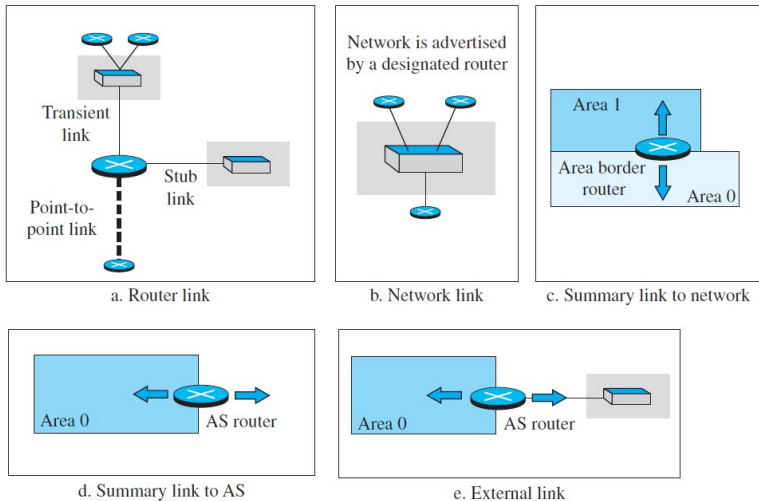 Transient
link
Stub
link
Point-to-
point link
a. Router link
Network is advertised
by a designated router
b. Network link
Area 1
Area border
router
Area 0
c. Summary link to network
Area 0
AS router
d. Summary link to AS
Area 0
AS router
e. External link